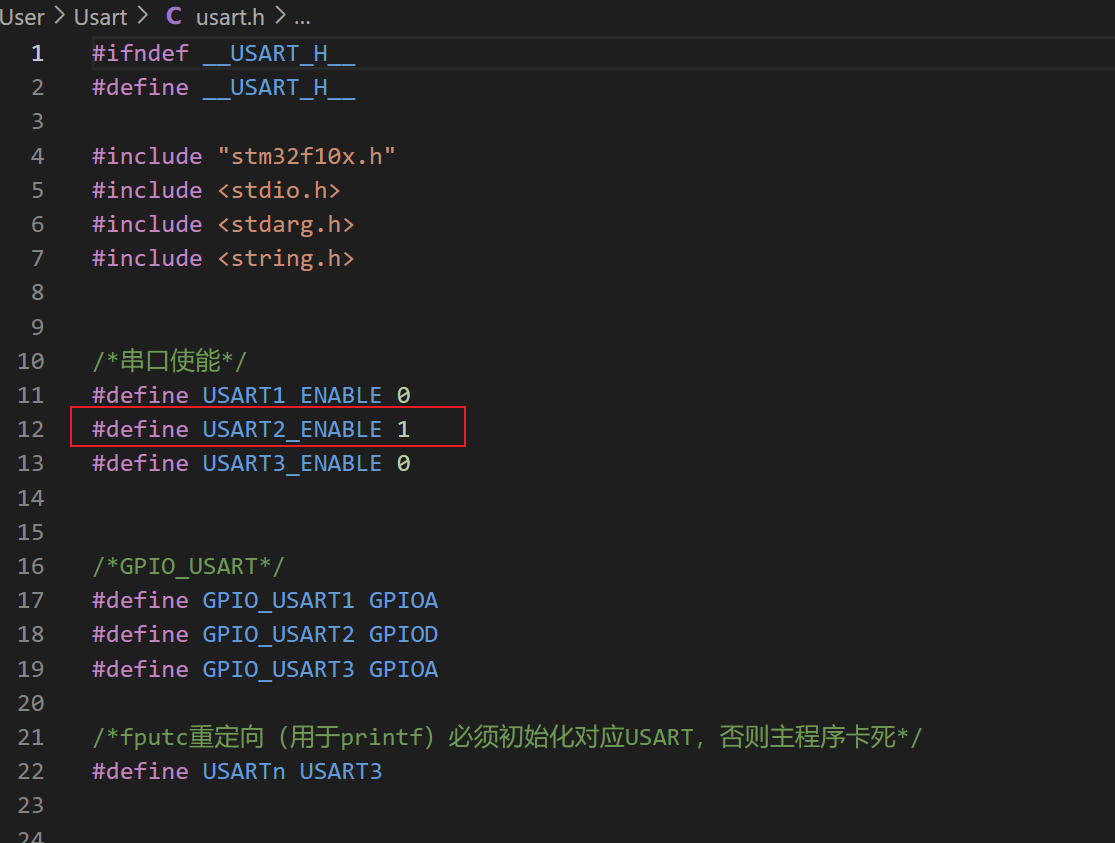 User > Usart > C usart.h > ...
1 #ifndef __USART_H__
2 #define __USART_H__
3
4 #include "stm32f10x.h"
5 #include <stdio.h>
6 #include <stdarg.h>
7 #include <string.h>
8
9
10 /*串口使能*/
11 #define USART1_ENABLE 0
12 #define USART2_ENABLE 1
13 #define USART3_ENABLE 0
14
15
16 /*GPIO_USART*/
17 #define GPIO_USART1 GPIOA
18 #define GPIO_USART2 GPIOD
19 #define GPIO_USART3 GPIOA
20
21 /*fputc重定向（用于printf）必须初始化对应USART，否则主程序卡死*/
22 #define USARTn USART3
23
24